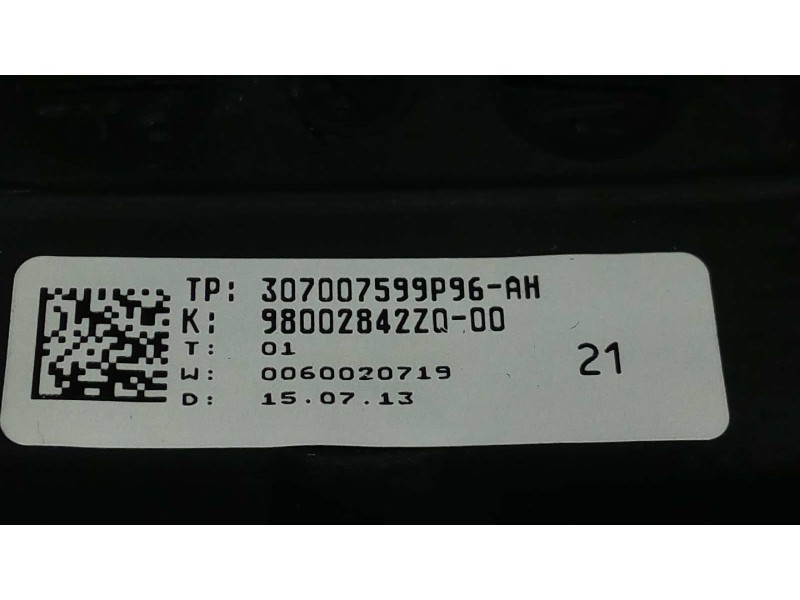 TP: 307007599P96-AH
K: 98002842ZQ-00
T: 01
W: 0060020719
D: 15.07.13
21